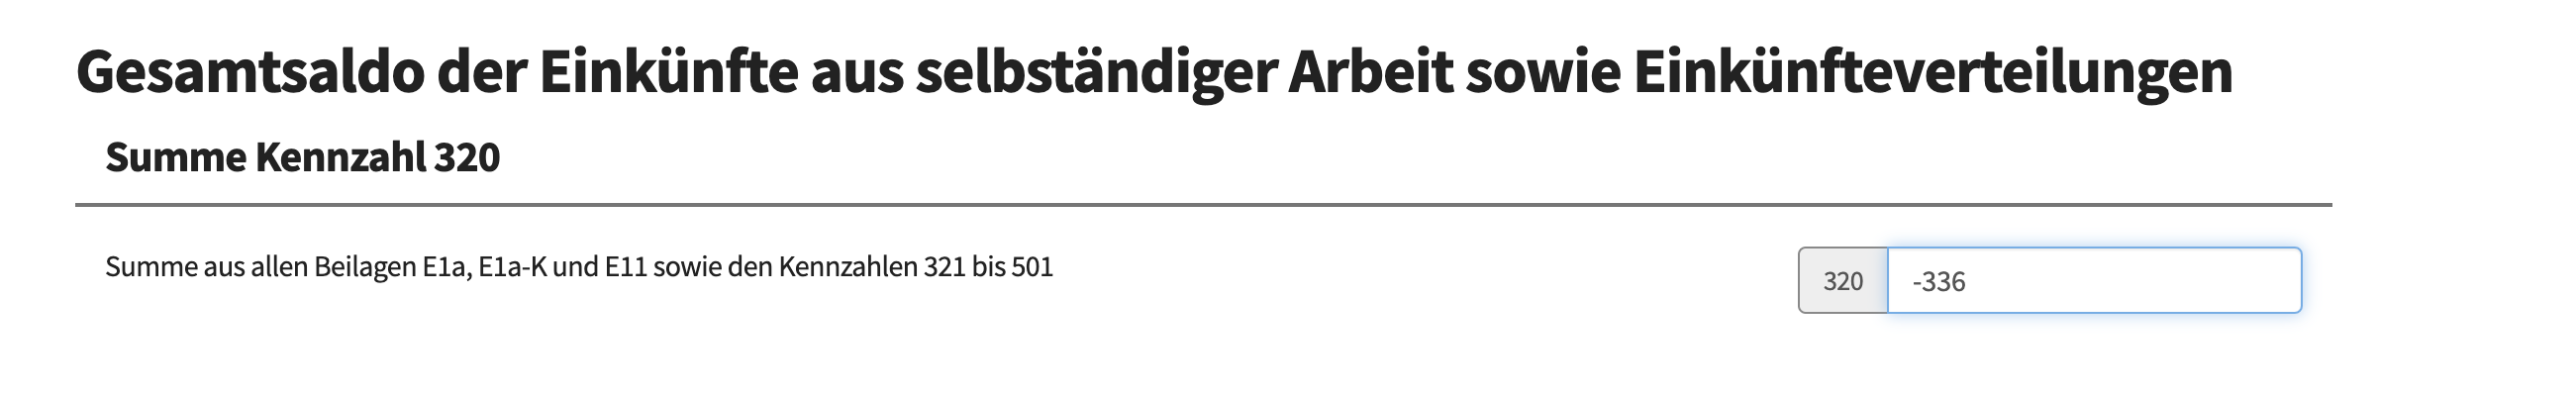 Gesamtsaldo der Einkünfte aus selbständiger Arbeit sowie Einkünfteverteilungen
Summe Kennzahl 320
Summe aus allen Beilagen E1a, E1a-K und E11 sowie den Kennzahlen 321 bis 501
320 -336